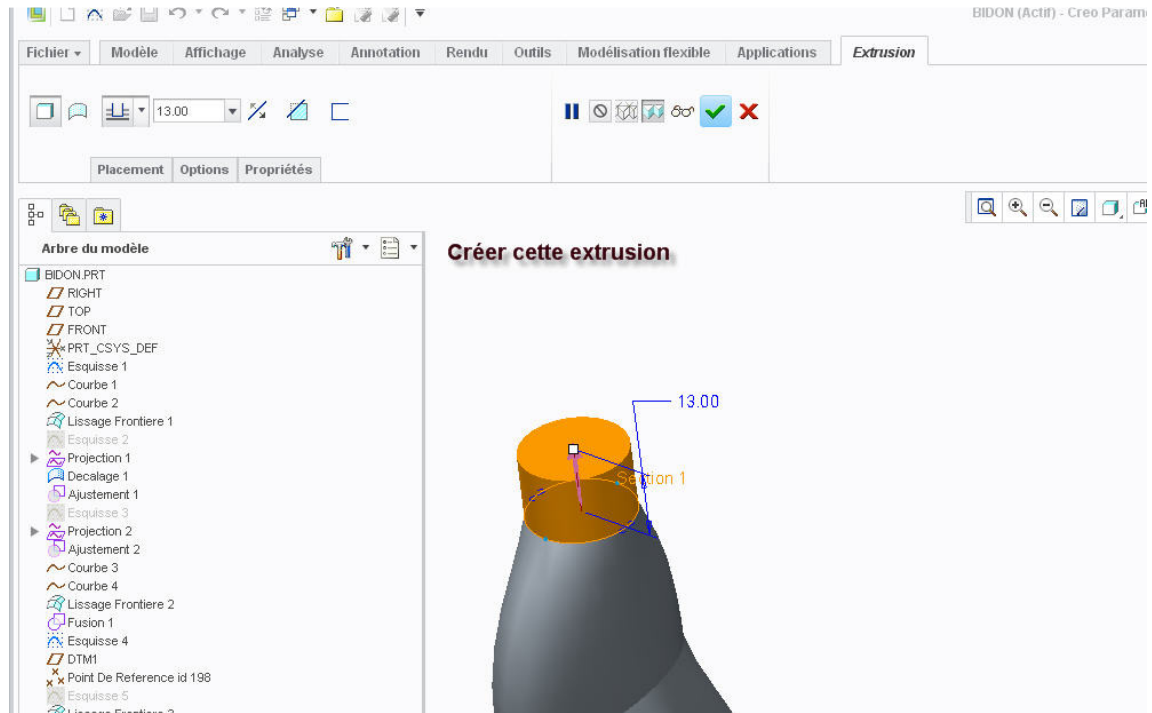 BIDON (Actif) - Creo Param
Fichier Modèle Affichage Analyse Annotation Rendu Outils Modélisation flexible Applications Extrusion
13.00
Placement Options Propriétés
Arbre du modèle
Créer cette extrusion
BIDON.PRT
RIGHT
TOP
FRONT
PRT_CSYS_DEF
Esquisse 1
Courbe 1
Courbe 2
Lissage Frontiere 1
Esquisse 2
Projection 1
Decalage 1
Ajustement 1
Esquisse 3
Projection 2
Ajustement 2
Courbe 3
Courbe 4
Lissage Frontiere 2
Fusion 1
Esquisse 4
DTM1
Point De Reference id 198
Esquisse 5
Lissage Frontiere 3
13.00
Section 1